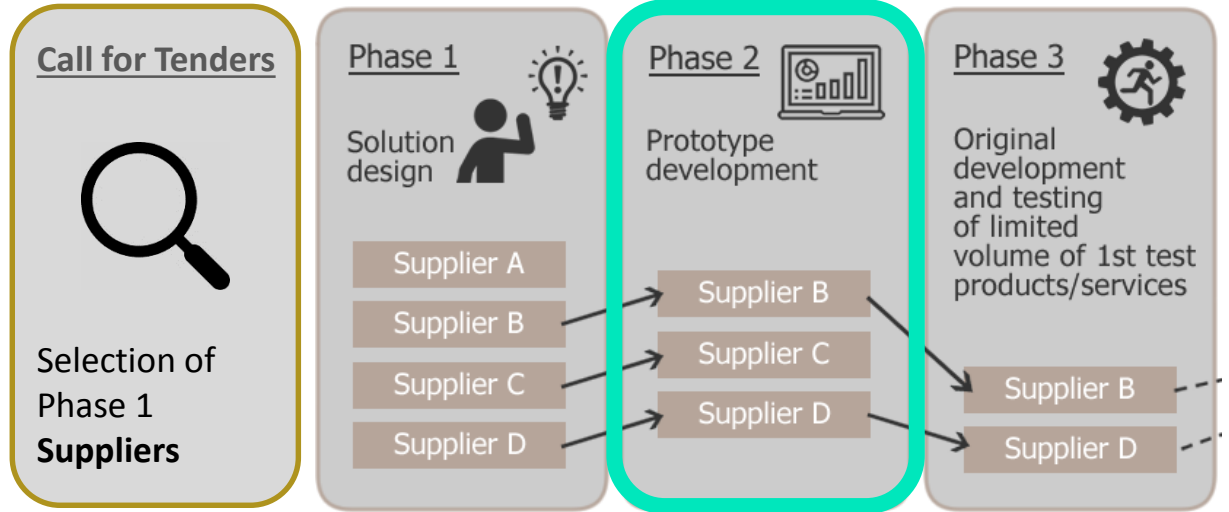 Call for Tenders
Selection of
Phase 1
Suppliers
Phase 1
Solution
design
Supplier A
Supplier B
Supplier C
Supplier D
Phase 2
Prototype
development
Supplier B
Supplier C
Supplier D
Phase 3
Original
development
and testing
of limited
volume of 1st test
products/services
Supplier B
Supplier D